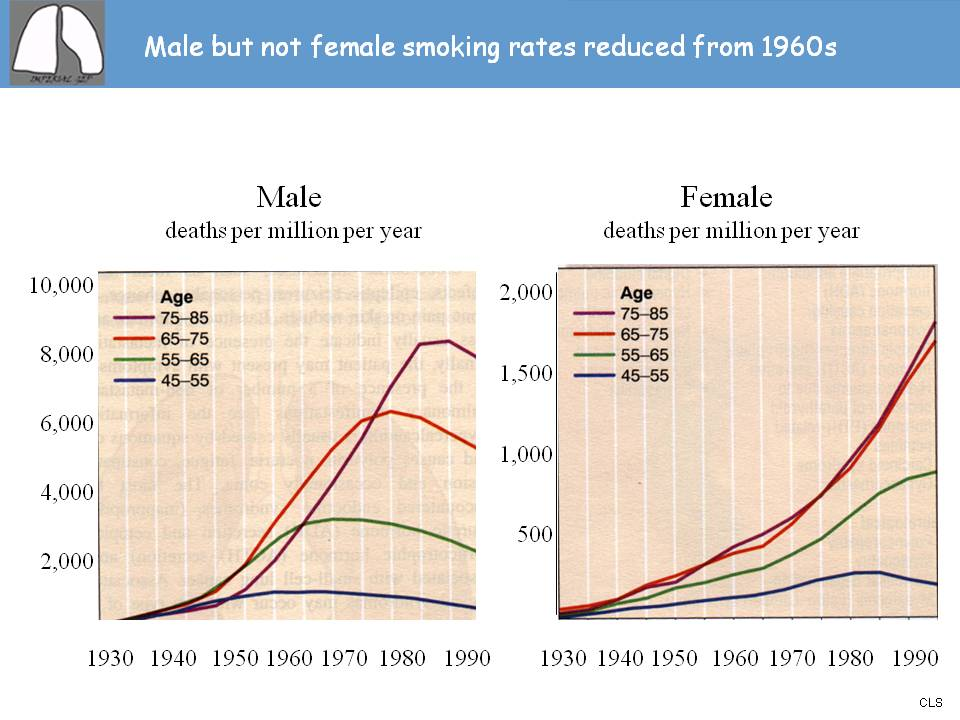 Male but not female smoking rates reduced from 1960s
Male
deaths per million per year
10,000
8,000
6,000
4,000
2,000
Age
75–85
65–75
55–65
45–55
1930 1940 1950 1960 1970 1980 1990
Female
deaths per million per year
2,000
1,500
1,000
500
Age
75–85
65–75
55–65
45–55
1930 1940 1950 1960 1970 1980 1990
CLS